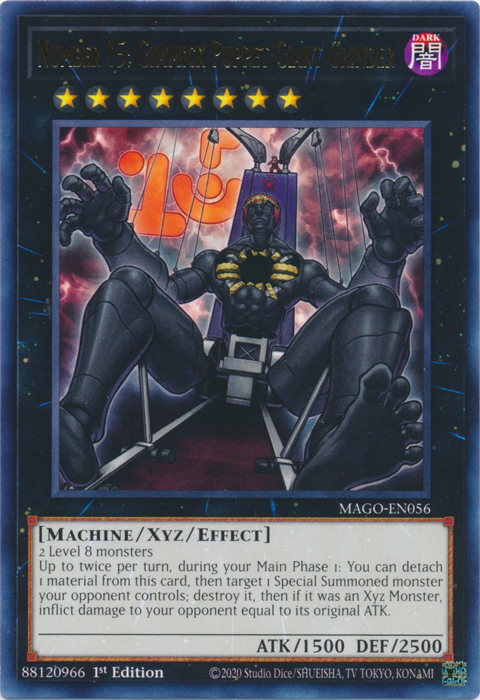 Number 15: Gimmick Puppet Giant Grinder
DARK
闇
15
MAGO-EN056
[MACHINE/XYZ/EFFECT]
2 Level 8 monsters
Up to twice per turn, during your Main Phase 1: You can detach
1 material from this card, then target 1 Special Summoned monster
your opponent controls; destroy it, then if it was an Xyz Monster,
inflict damage to your opponent equal to its original ATK.
ATK/1500 DEF/2500
88120966 1st Edition ©2020 Studio Dice/SHUEISHA, TV TOKYO, KONAMI